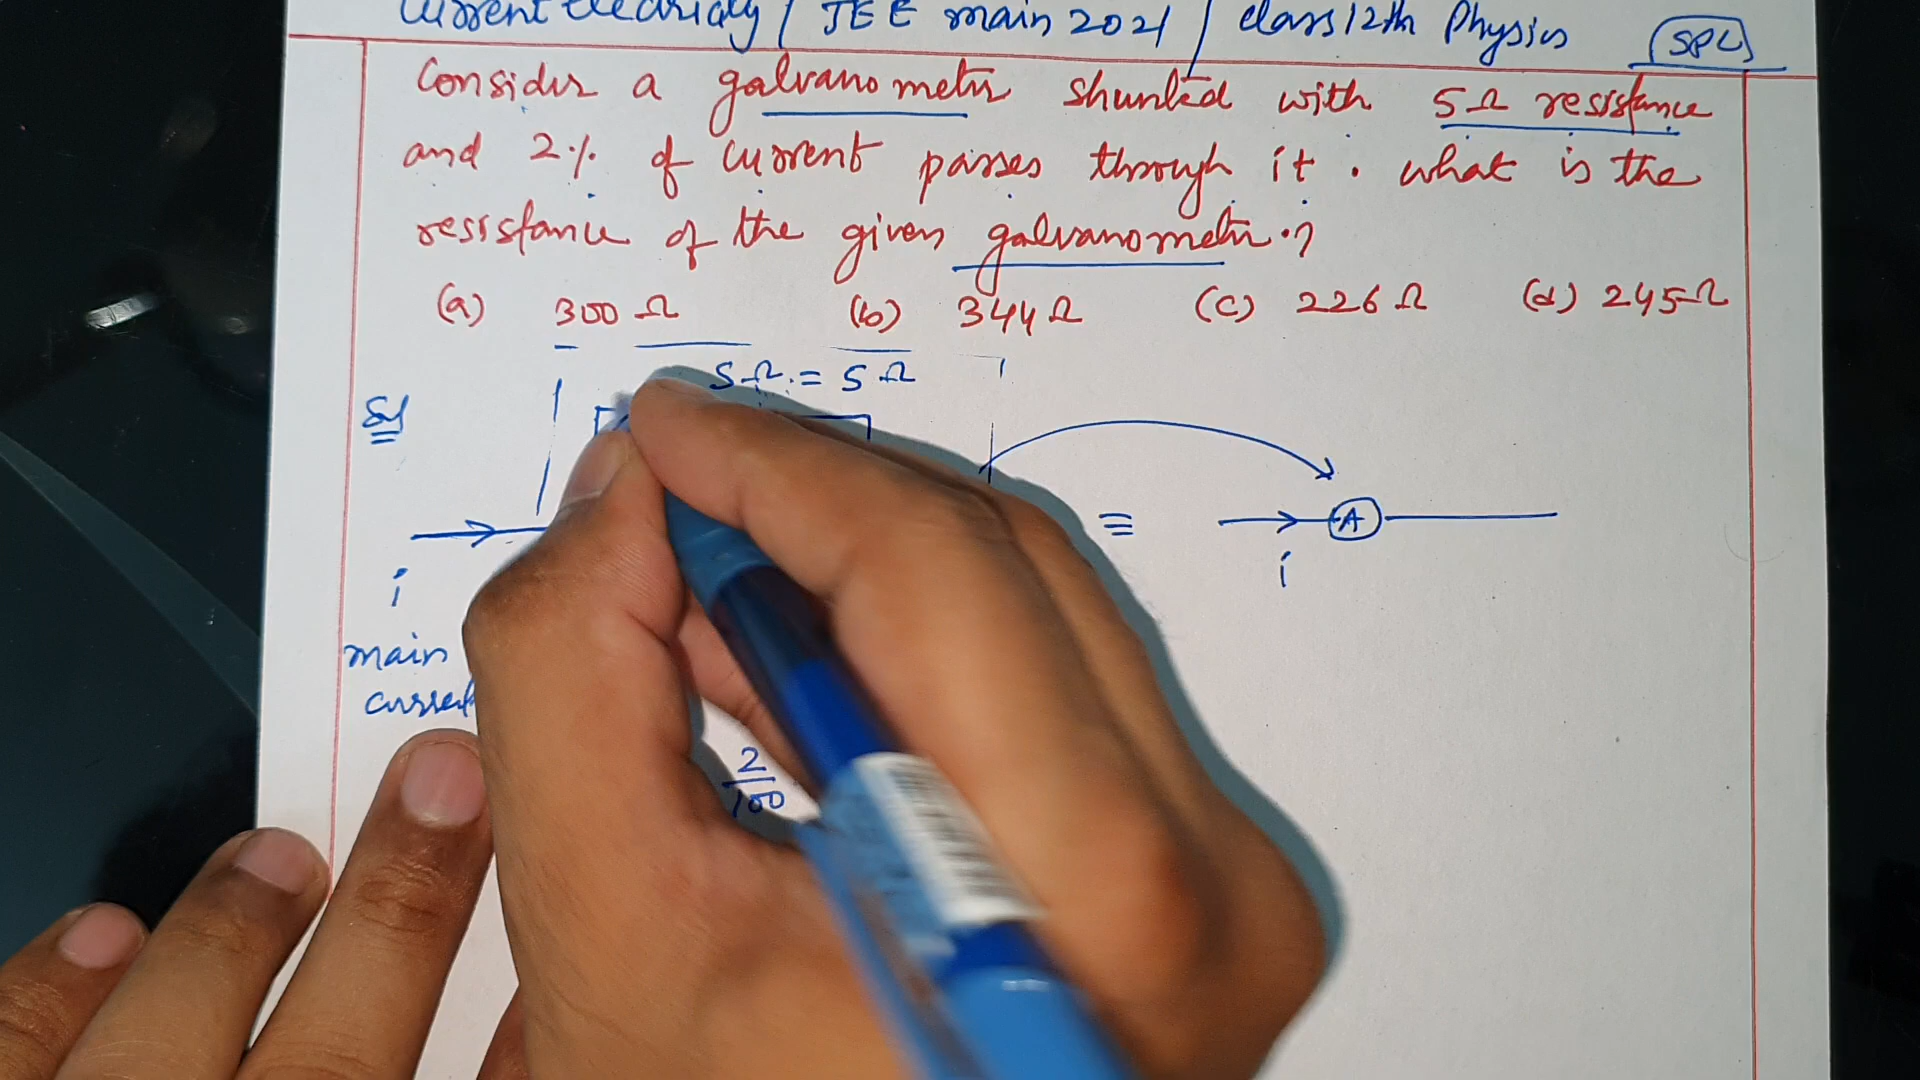 Current electricity / JEE main 2021 / class 12th Physics SPL
Consider a galvanometer shunted with 5Ω resistance
and 2% of current passes through it. what is the
resistance of the given galvanometer?
(a) 300 Ω (b) 344 Ω (c) 226 Ω (d) 245 Ω
SΩ = 5Ω
Sol
≡ A
i i
main
current
2
100